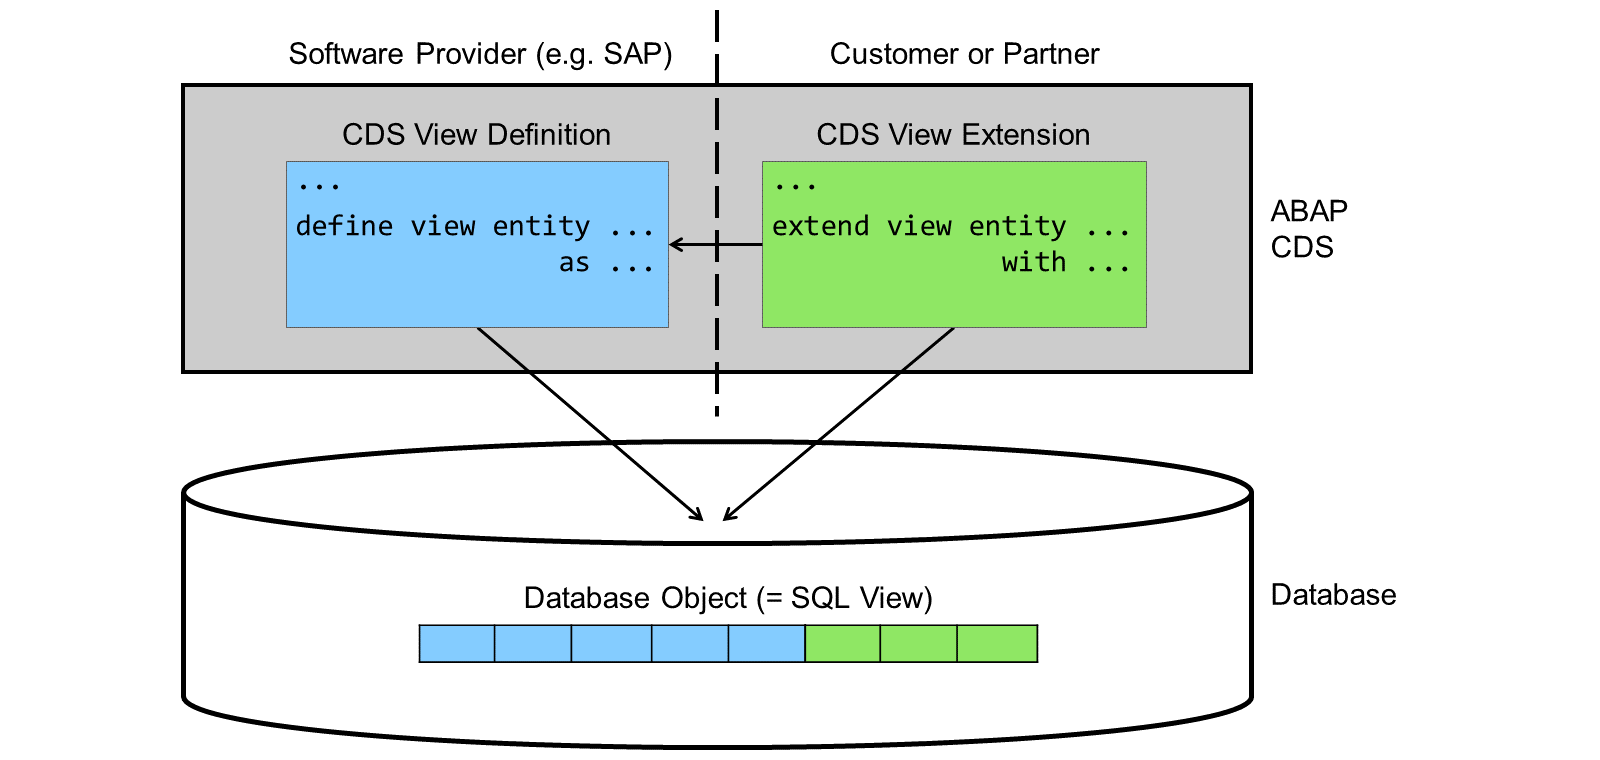 Software Provider (e.g. SAP)
Customer or Partner
CDS View Definition
...
define view entity ...
as ...
CDS View Extension
...
extend view entity ...
with ...
ABAP
CDS
Database Object (= SQL View)
Database